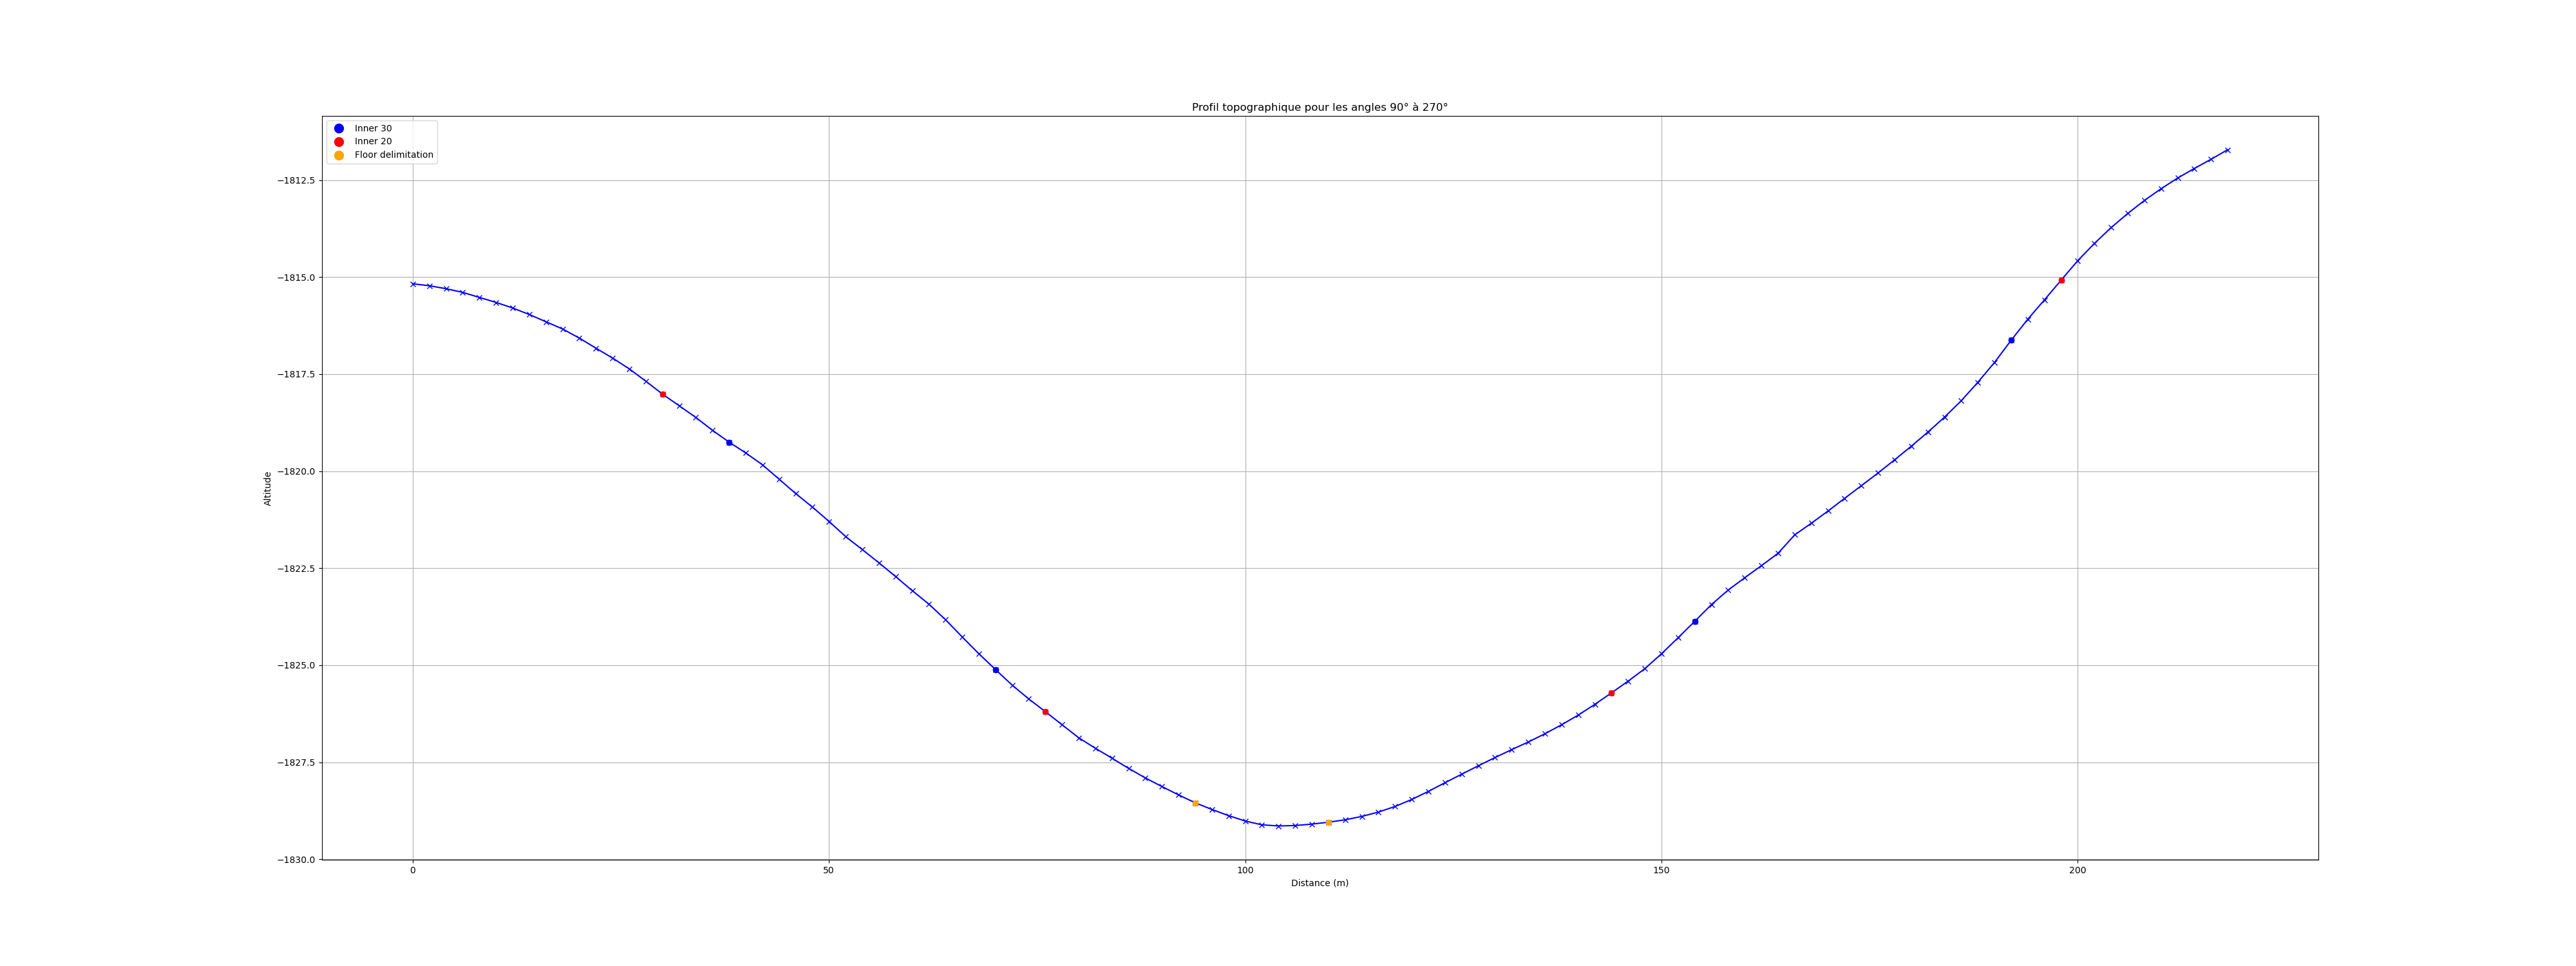 Profil topographique pour les angles 90° à 270°
Inner 30
Inner 20
Floor delimitation
−1812.5
−1815.0
−1817.5
−1820.0
−1822.5
−1825.0
−1827.5
−1830.0
Altitude
0 50 100 150 200
Distance (m)